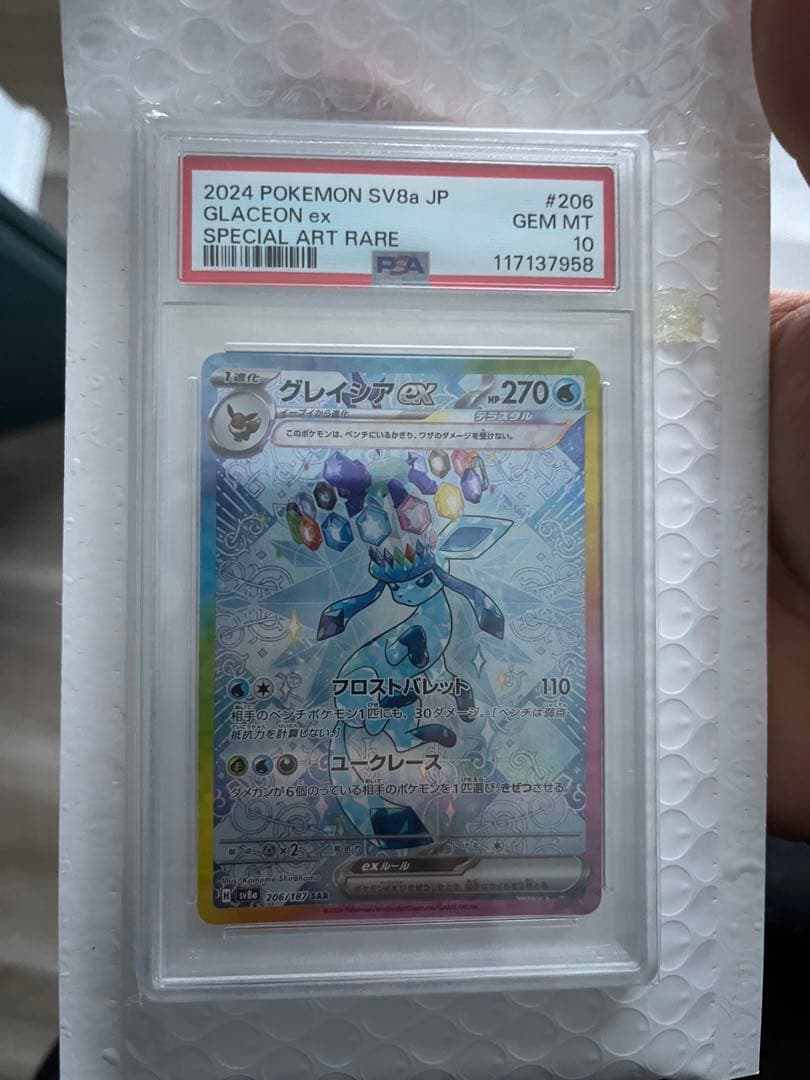 2024 POKEMON SV8a JP #206
GLACEON ex GEM MT
SPECIAL ART RARE 10
PSA 117137958
1進化 グレイシアex HP270
イーブイから進化 テラスタル
このポケモンは、ベンチにいるかぎり、ワザのダメージを受けない。
フロストバレット 110
相手のベンチポケモン1匹にも、30ダメージ。[ベンチは弱点・
抵抗力を計算しない。]
ユークレース
ダメカンが6個のっている相手のポケモンを1匹選び、きぜつさせる。
×2 抵抗力
exルール
Illus. Kamome Shirahama
H sv8a 206/187 SAR